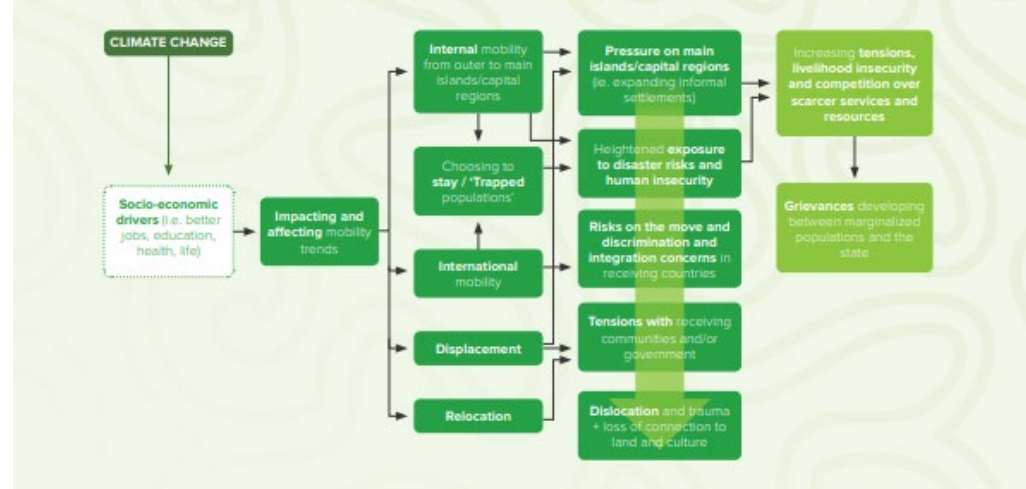 CLIMATE CHANGE
Socio-economic
drivers (i.e. better
jobs, education,
health, life)
Impacting and
affecting mobility
trends
Internal mobility
from outer to main
islands/capital
regions
Choosing to
stay / 'Trapped
populations'
International
mobility
Displacement
Relocation
Pressure on main
islands/capital regions
(ie. expanding informal
settlements)
Heightened exposure
to disaster risks and
human insecurity
Risks on the move and
discrimination and
integration concerns in
receiving countries
Tensions with receiving
communities and/or
government
Dislocation and trauma
+ loss of connection to
land and culture
Increasing tensions,
livelihood insecurity
and competition over
scarcer services and
resources
Grievances developing
between marginalized
populations and the
state